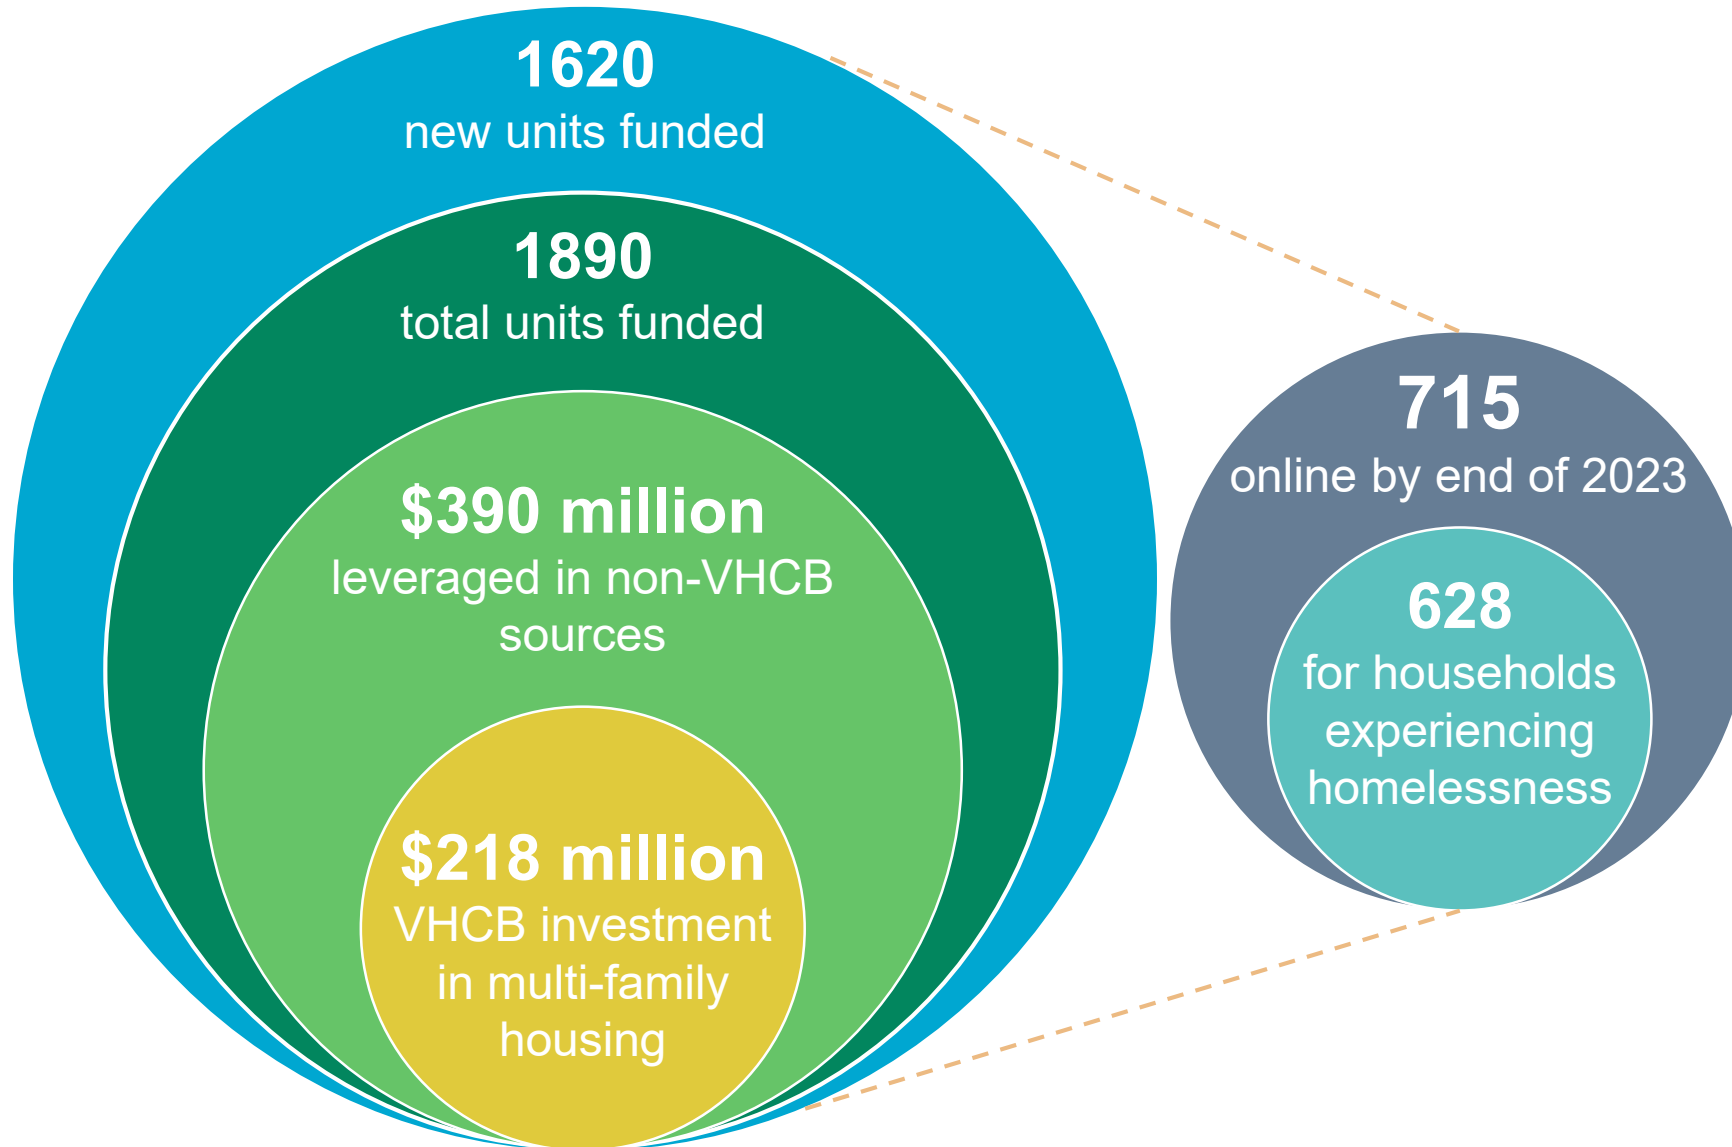 1620
new units funded
1890
total units funded
$390 million
leveraged in non-VHCB
sources
$218 million
VHCB investment
in multi-family
housing
715
online by end of 2023
628
for households
experiencing
homelessness